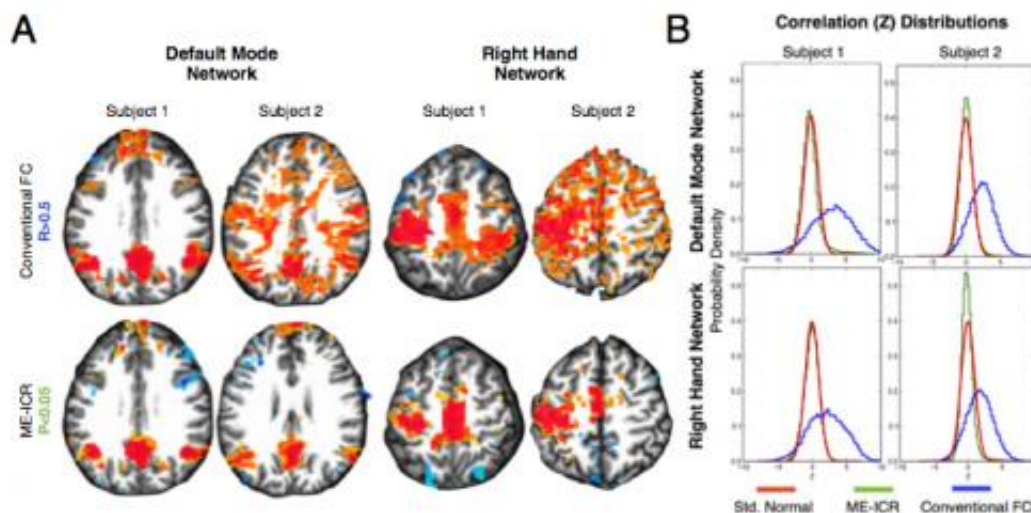 A
Default Mode
Network
Right Hand
Network
Subject 1
Subject 2
Subject 1
Subject 2
Conventional FC
R>0.5
ME-ICR
P<0.05
B
Correlation (Z) Distributions
Subject 1
Subject 2
Default Mode Network
Right Hand Network
Probability Density
Std. Normal
ME-ICR
Conventional FC